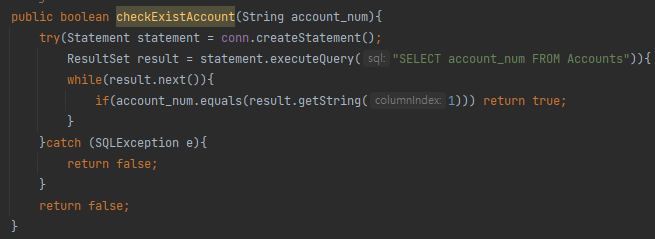 public boolean checkExistAccount(String account_num){
try(Statement statement = conn.createStatement();
ResultSet result = statement.executeQuery( sql: "SELECT account_num FROM Accounts")){
while(result.next()){
if(account_num.equals(result.getString( columnIndex: 1))) return true;
}
}catch (SQLException e){
return false;
}
return false;
}